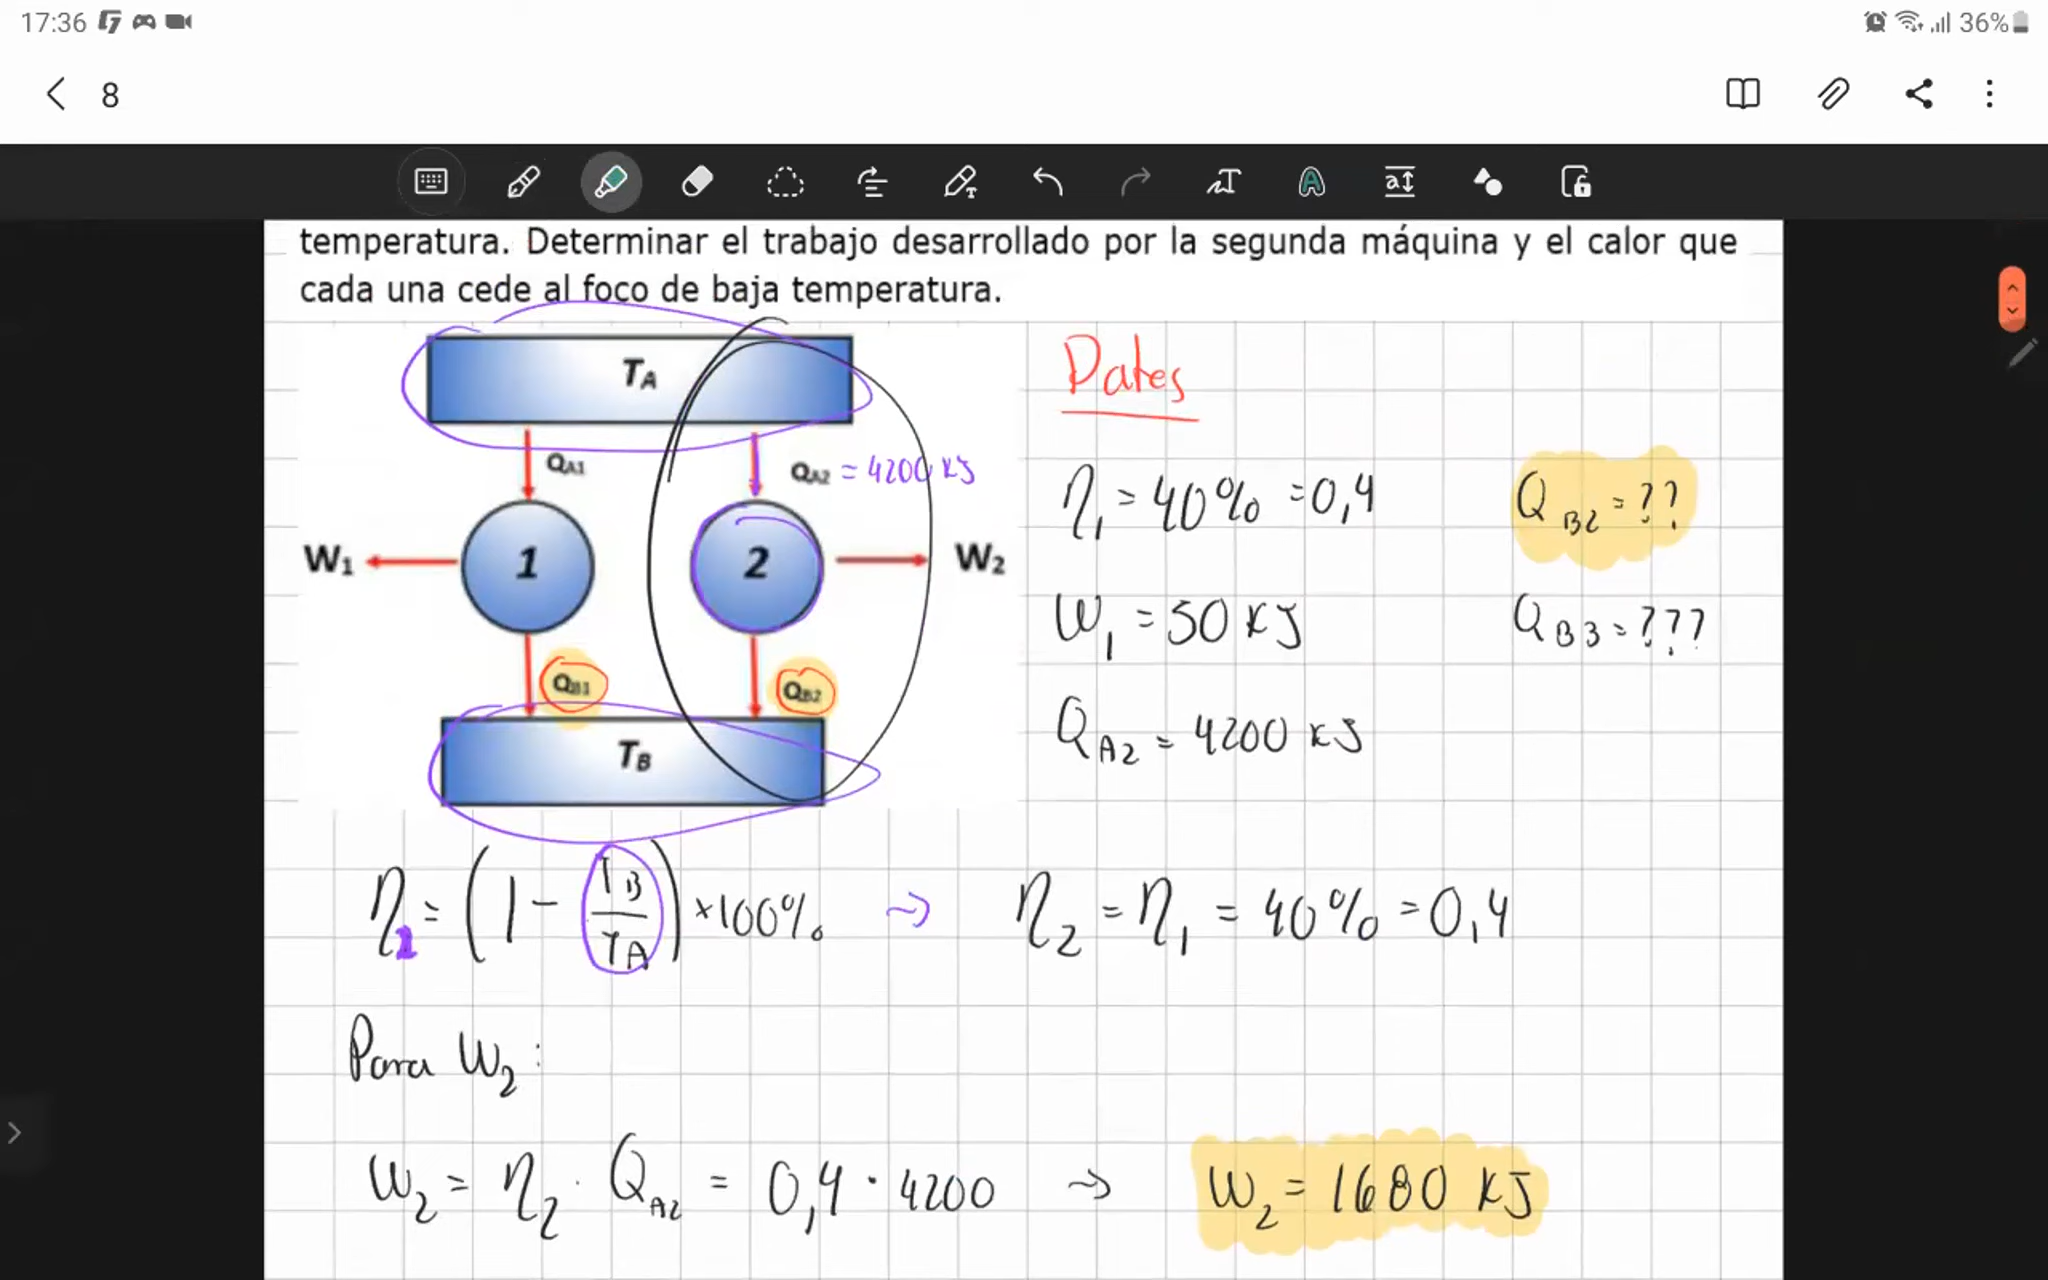 17:36
36%
8
temperatura. Determinar el trabajo desarrollado por la segunda máquina y el calor que
cada una cede al foco de baja temperatura.
TA
QA1
QA2 = 4200 KJ
W1
1
2
W2
QB1
QB2
TB
Dates
η1 = 40% = 0,4
QB2 = ??
W1 = 50 KJ
QB3 = ???
QA2 = 4200 KJ
η2 = (1 - TB/TA) × 100% → η2 = η1 = 40% = 0,4
Para W2:
W2 = η2 · QA2 = 0,4 · 4200 → W2 = 1680 KJ